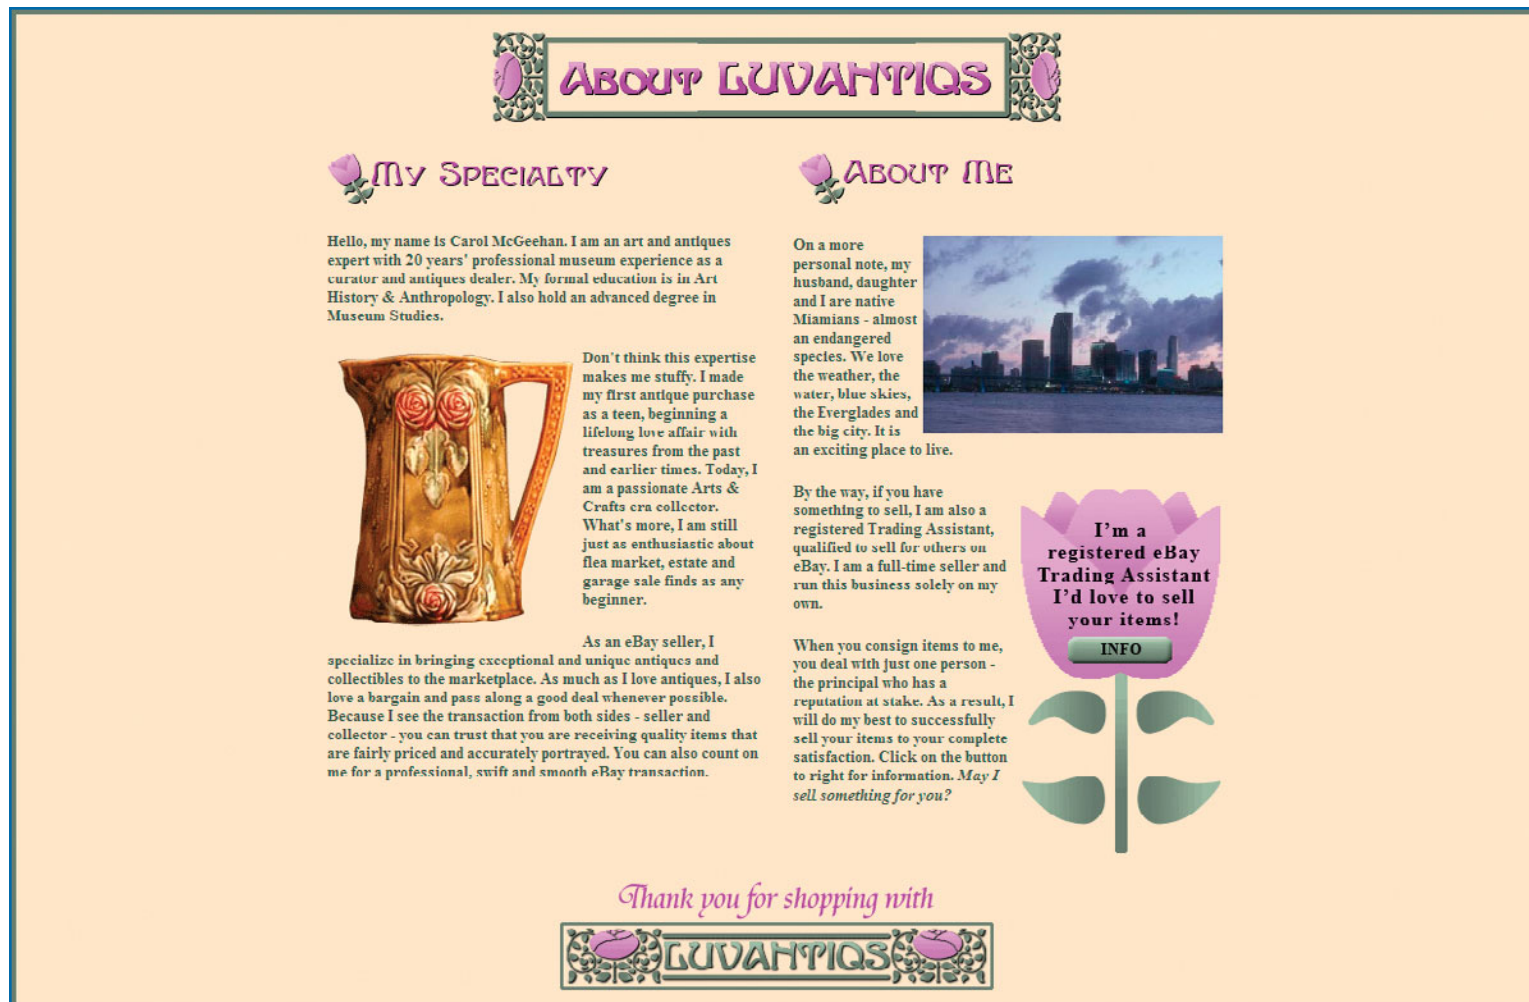 About LUVANTIQS
My Specialty
Hello, my name is Carol McGeehan. I am an art and antiques
expert with 20 years' professional museum experience as a
curator and antiques dealer. My formal education is in Art
History & Anthropology. I also hold an advanced degree in
Museum Studies.
Don't think this expertise
makes me stuffy. I made
my first antique purchase
as a teen, beginning a
lifelong love affair with
treasures from the past
and earlier times. Today, I
am a passionate Arts &
Crafts era collector.
What's more, I am still
just as enthusiastic about
flea market, estate and
garage sale finds as any
beginner.
As an eBay seller, I
specialize in bringing exceptional and unique antiques and
collectibles to the marketplace. As much as I love antiques, I also
love a bargain and pass along a good deal whenever possible.
Because I see the transaction from both sides - seller and
collector - you can trust that you are receiving quality items that
are fairly priced and accurately portrayed. You can also count on
me for a professional, swift and smooth eBay transaction.
About Me
On a more
personal note, my
husband, daughter
and I are native
Miamians - almost
an endangered
species. We love
the weather, the
water, blue skies,
the Everglades and
the big city. It is
an exciting place to live.
By the way, if you have
something to sell, I am also a
registered Trading Assistant,
qualified to sell for others on
eBay. I am a full-time seller and
run this business solely on my
own.
When you consign items to me,
you deal with just one person -
the principal who has a
reputation at stake. As a result, I
will do my best to successfully
sell your items to your complete
satisfaction. Click on the button
to right for information. May I
sell something for you?
I'm a
registered eBay
Trading Assistant
I'd love to sell
your items!
INFO
Thank you for shopping with
LUVANTIQS